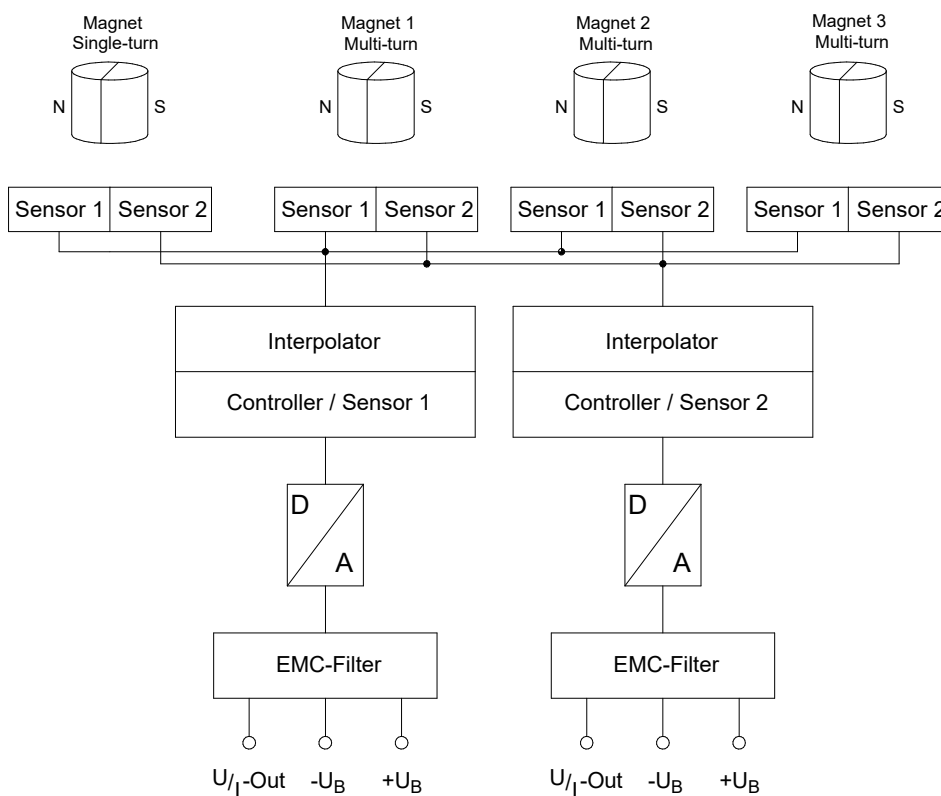 Magnet
Single-turn
Magnet 1
Multi-turn
Magnet 2
Multi-turn
Magnet 3
Multi-turn
N S N S N S N S
Sensor 1 Sensor 2 Sensor 1 Sensor 2 Sensor 1 Sensor 2 Sensor 1 Sensor 2
Interpolator Interpolator
Controller / Sensor 1 Controller / Sensor 2
D D
A A
EMC-Filter EMC-Filter
U/I-Out -UB +UB U/I-Out -UB +UB